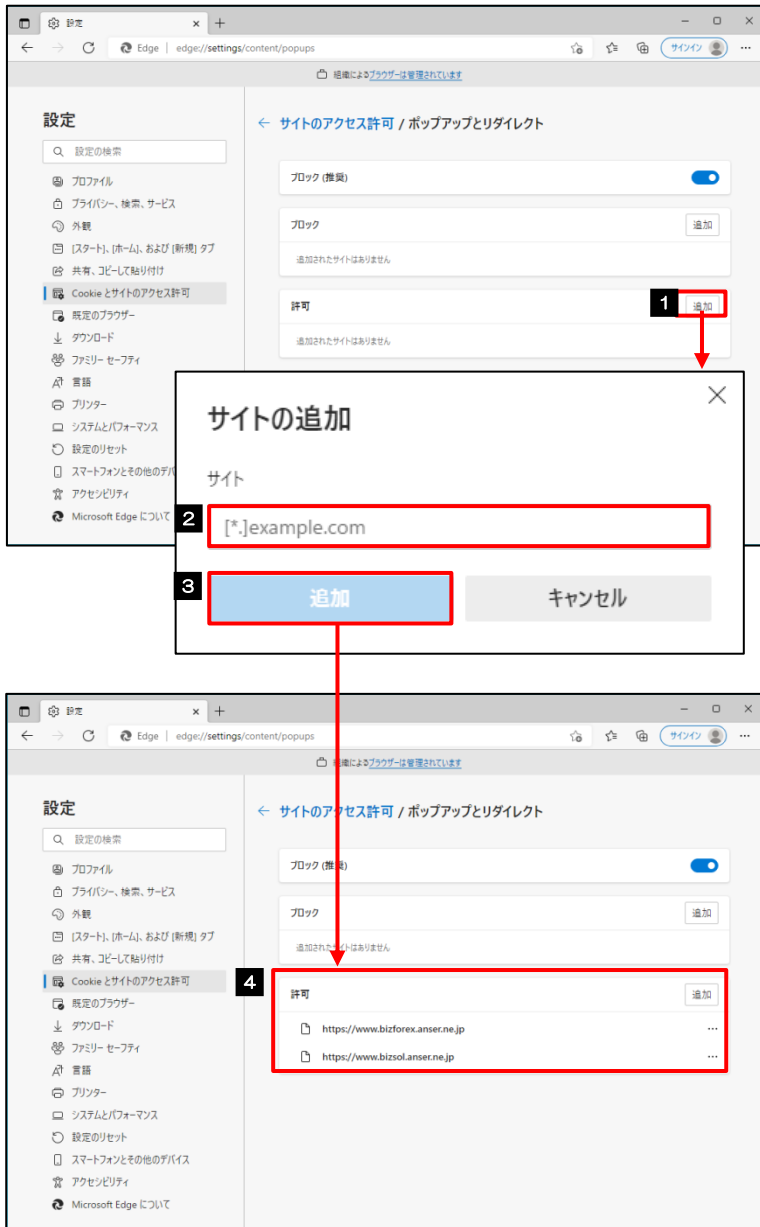 設定
Edge | edge://settings/content/popups
サインイン
組織によるブラウザーは管理されています
設定
設定の検索
プロファイル
プライバシー、検索、サービス
外観
[スタート]、[ホーム]、および [新規] タブ
共有、コピーして貼り付け
Cookie とサイトのアクセス許可
既定のブラウザー
ダウンロード
ファミリー セーフティ
言語
プリンター
システムとパフォーマンス
設定のリセット
スマートフォンとその他のデバ
アクセシビリティ
Microsoft Edge について
サイトのアクセス許可 / ポップアップとリダイレクト
ブロック (推奨)
ブロック
追加
追加されたサイトはありません
許可
1
追加
追加されたサイトはありません
サイトの追加
サイト
2
[*.]example.com
3
追加
キャンセル
設定
Edge | edge://settings/content/popups
サインイン
組織によるブラウザーは管理されています
設定
設定の検索
プロファイル
プライバシー、検索、サービス
外観
[スタート]、[ホーム]、および [新規] タブ
共有、コピーして貼り付け
Cookie とサイトのアクセス許可
既定のブラウザー
ダウンロード
ファミリー セーフティ
言語
プリンター
システムとパフォーマンス
設定のリセット
スマートフォンとその他のデバイス
アクセシビリティ
Microsoft Edge について
サイトのアクセス許可 / ポップアップとリダイレクト
ブロック (推奨)
ブロック
追加
追加されたサイトはありません
4
許可
追加
https://www.bizforex.anser.ne.jp
https://www.bizsol.anser.ne.jp